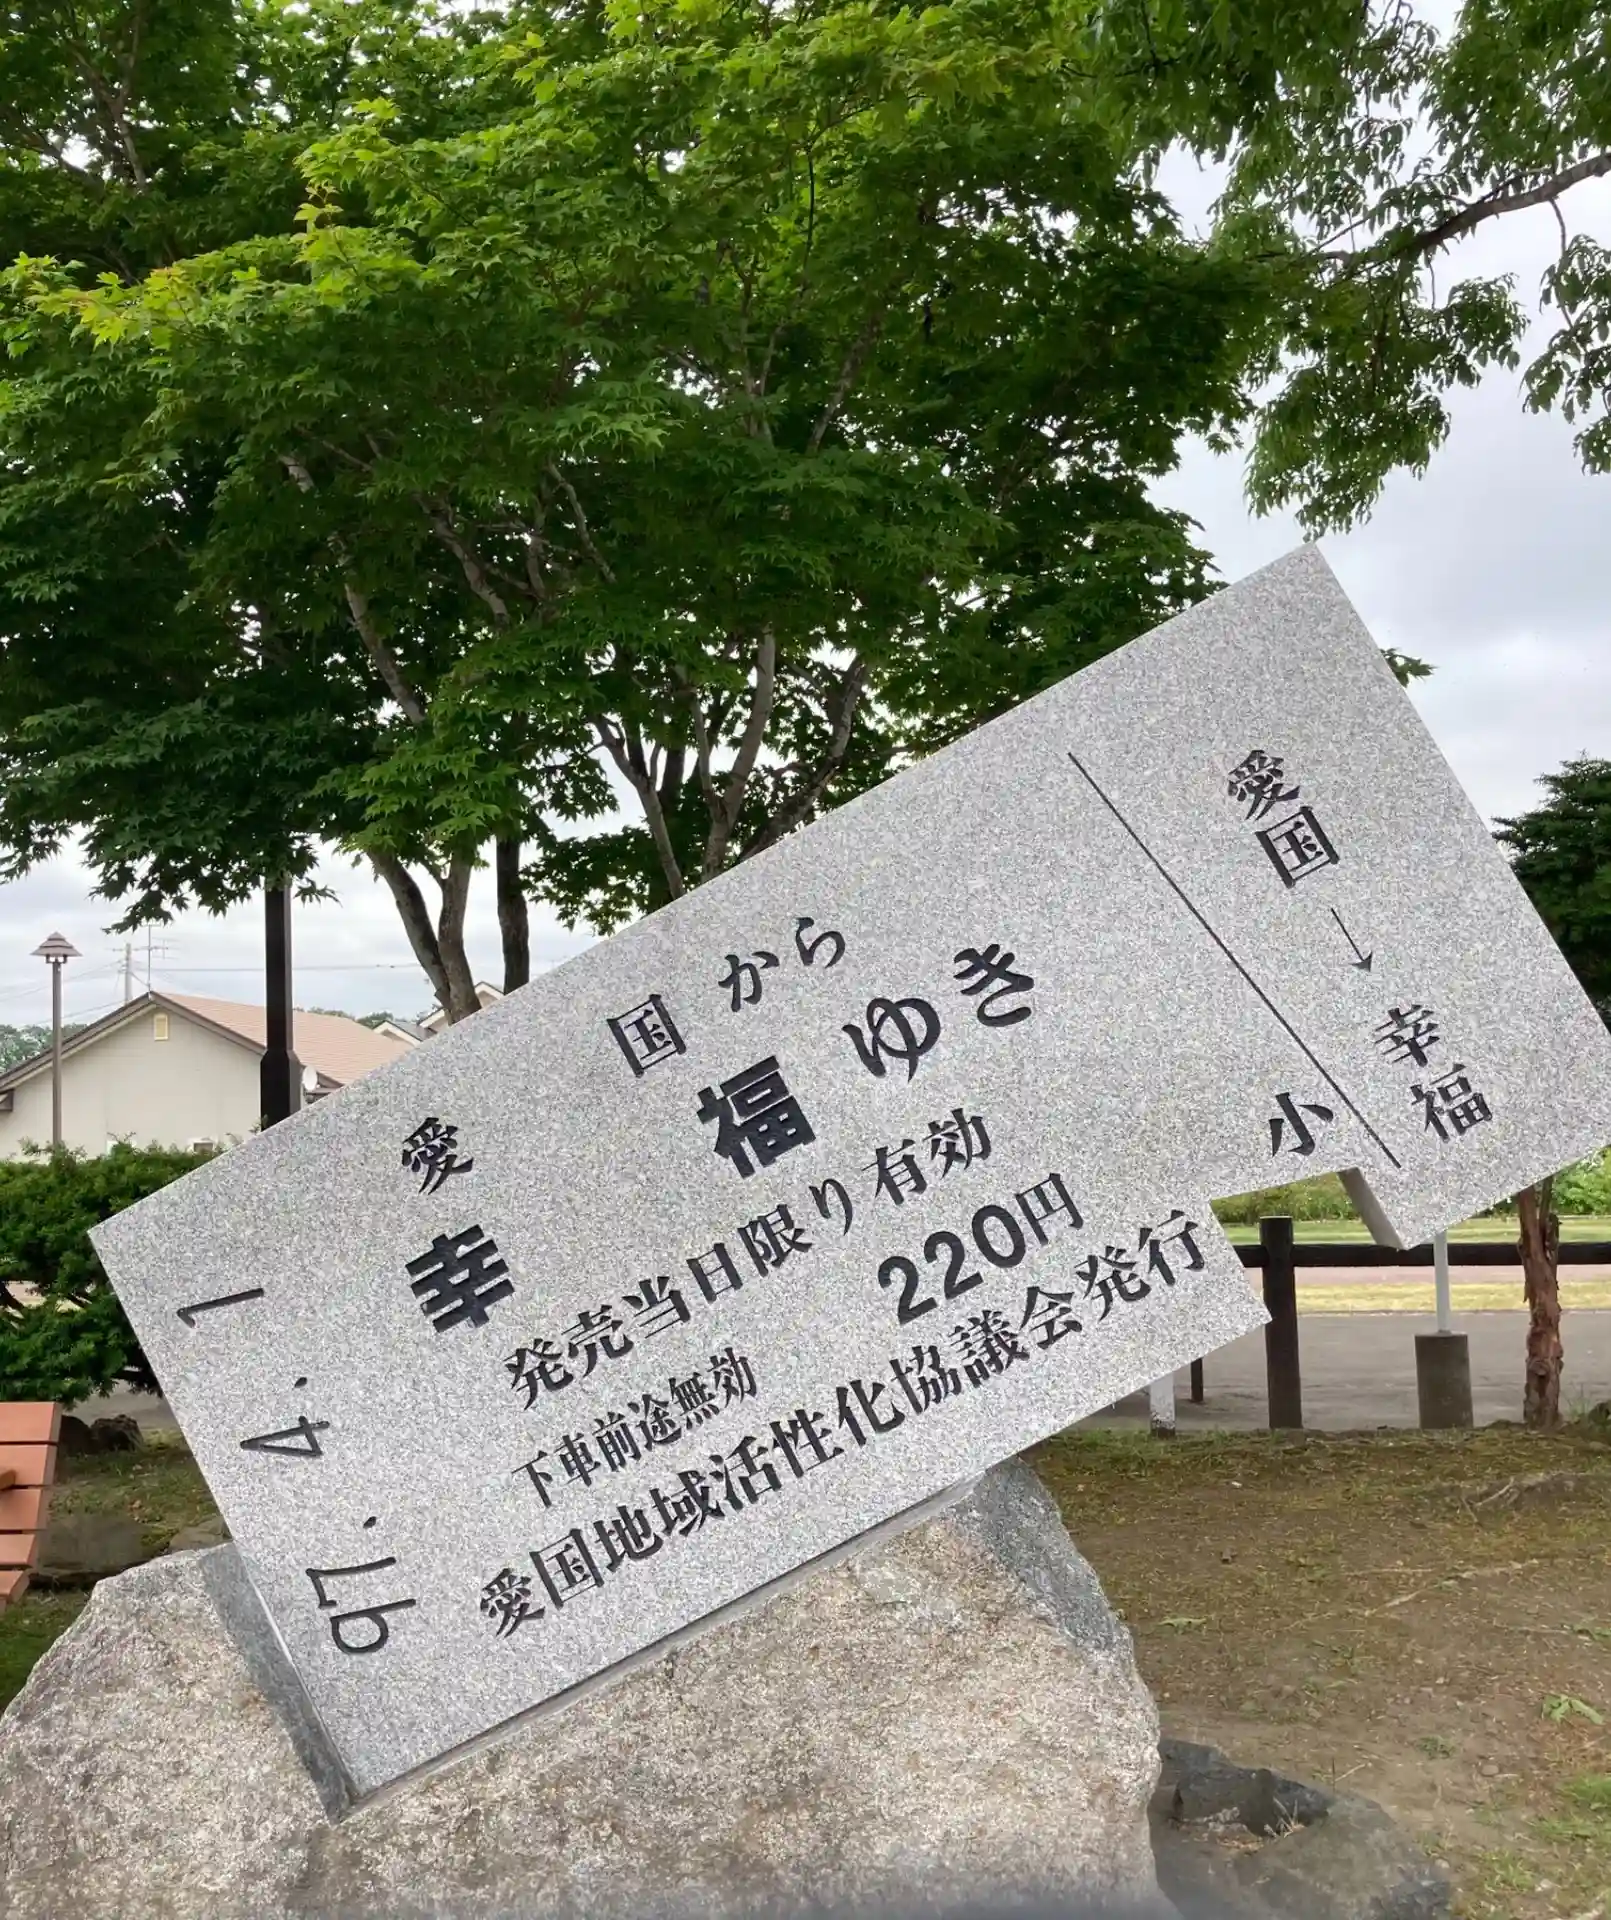 愛国から
幸福ゆき
発売当日限り有効
下車前途無効 220円
愛国地域活性化協議会発行
97.4.1
小
愛国→幸福